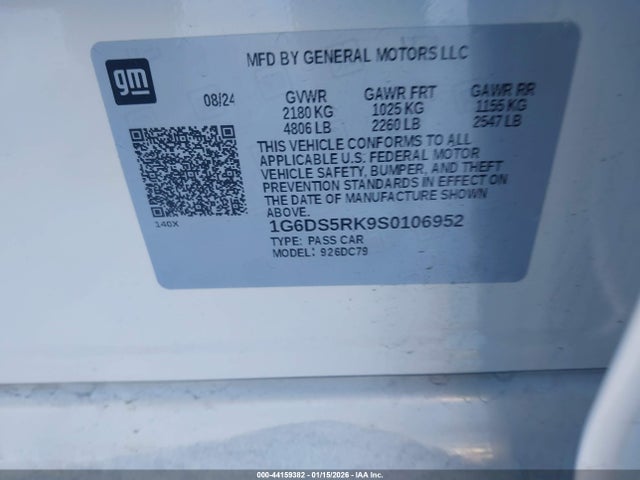 MFD BY GENERAL MOTORS LLC
gm
08/24
GVWR GAWR FRT GAWR RR
2180 KG 1025 KG 1155 KG
4806 LB 2260 LB 2547 LB
THIS VEHICLE CONFORMS TO ALL
APPLICABLE U.S. FEDERAL MOTOR
VEHICLE SAFETY, BUMPER, AND THEFT
PREVENTION STANDARDS IN EFFECT ON
THE DATE OF MANUFACTURE SHOWN
ABOVE.
140X
1G6DS5RK9S0106952
TYPE: PASS CAR
MODEL: 926DC79
000-44159382 - 01/15/2026 - IAA Inc.